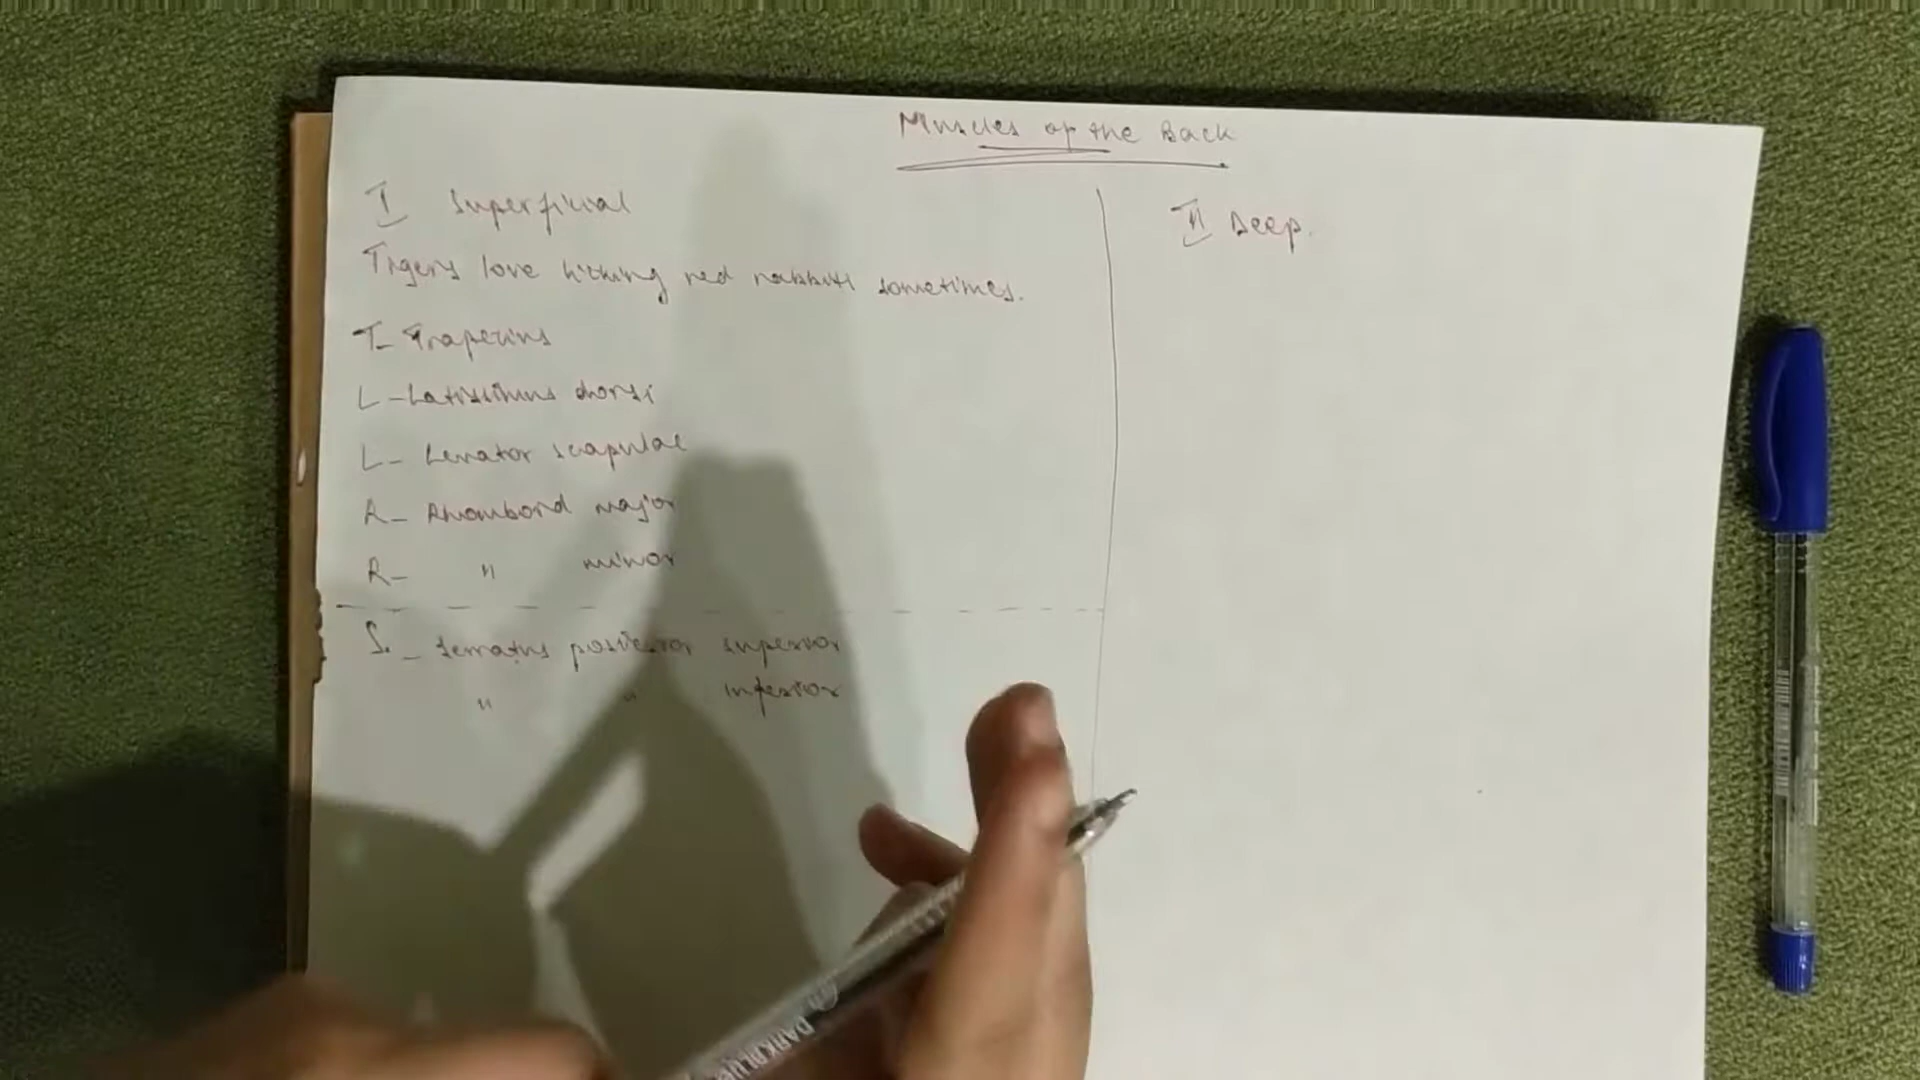 Muscles of the Back
I Superficial
Tigers love kicking red rabbits sometimes.
T- Trapezius
L - Latissimus dorsi
L - Levator scapulae
R - Rhomboid major
R - " minor
S. - Serratus posterior superior
" " inferior
II Deep.